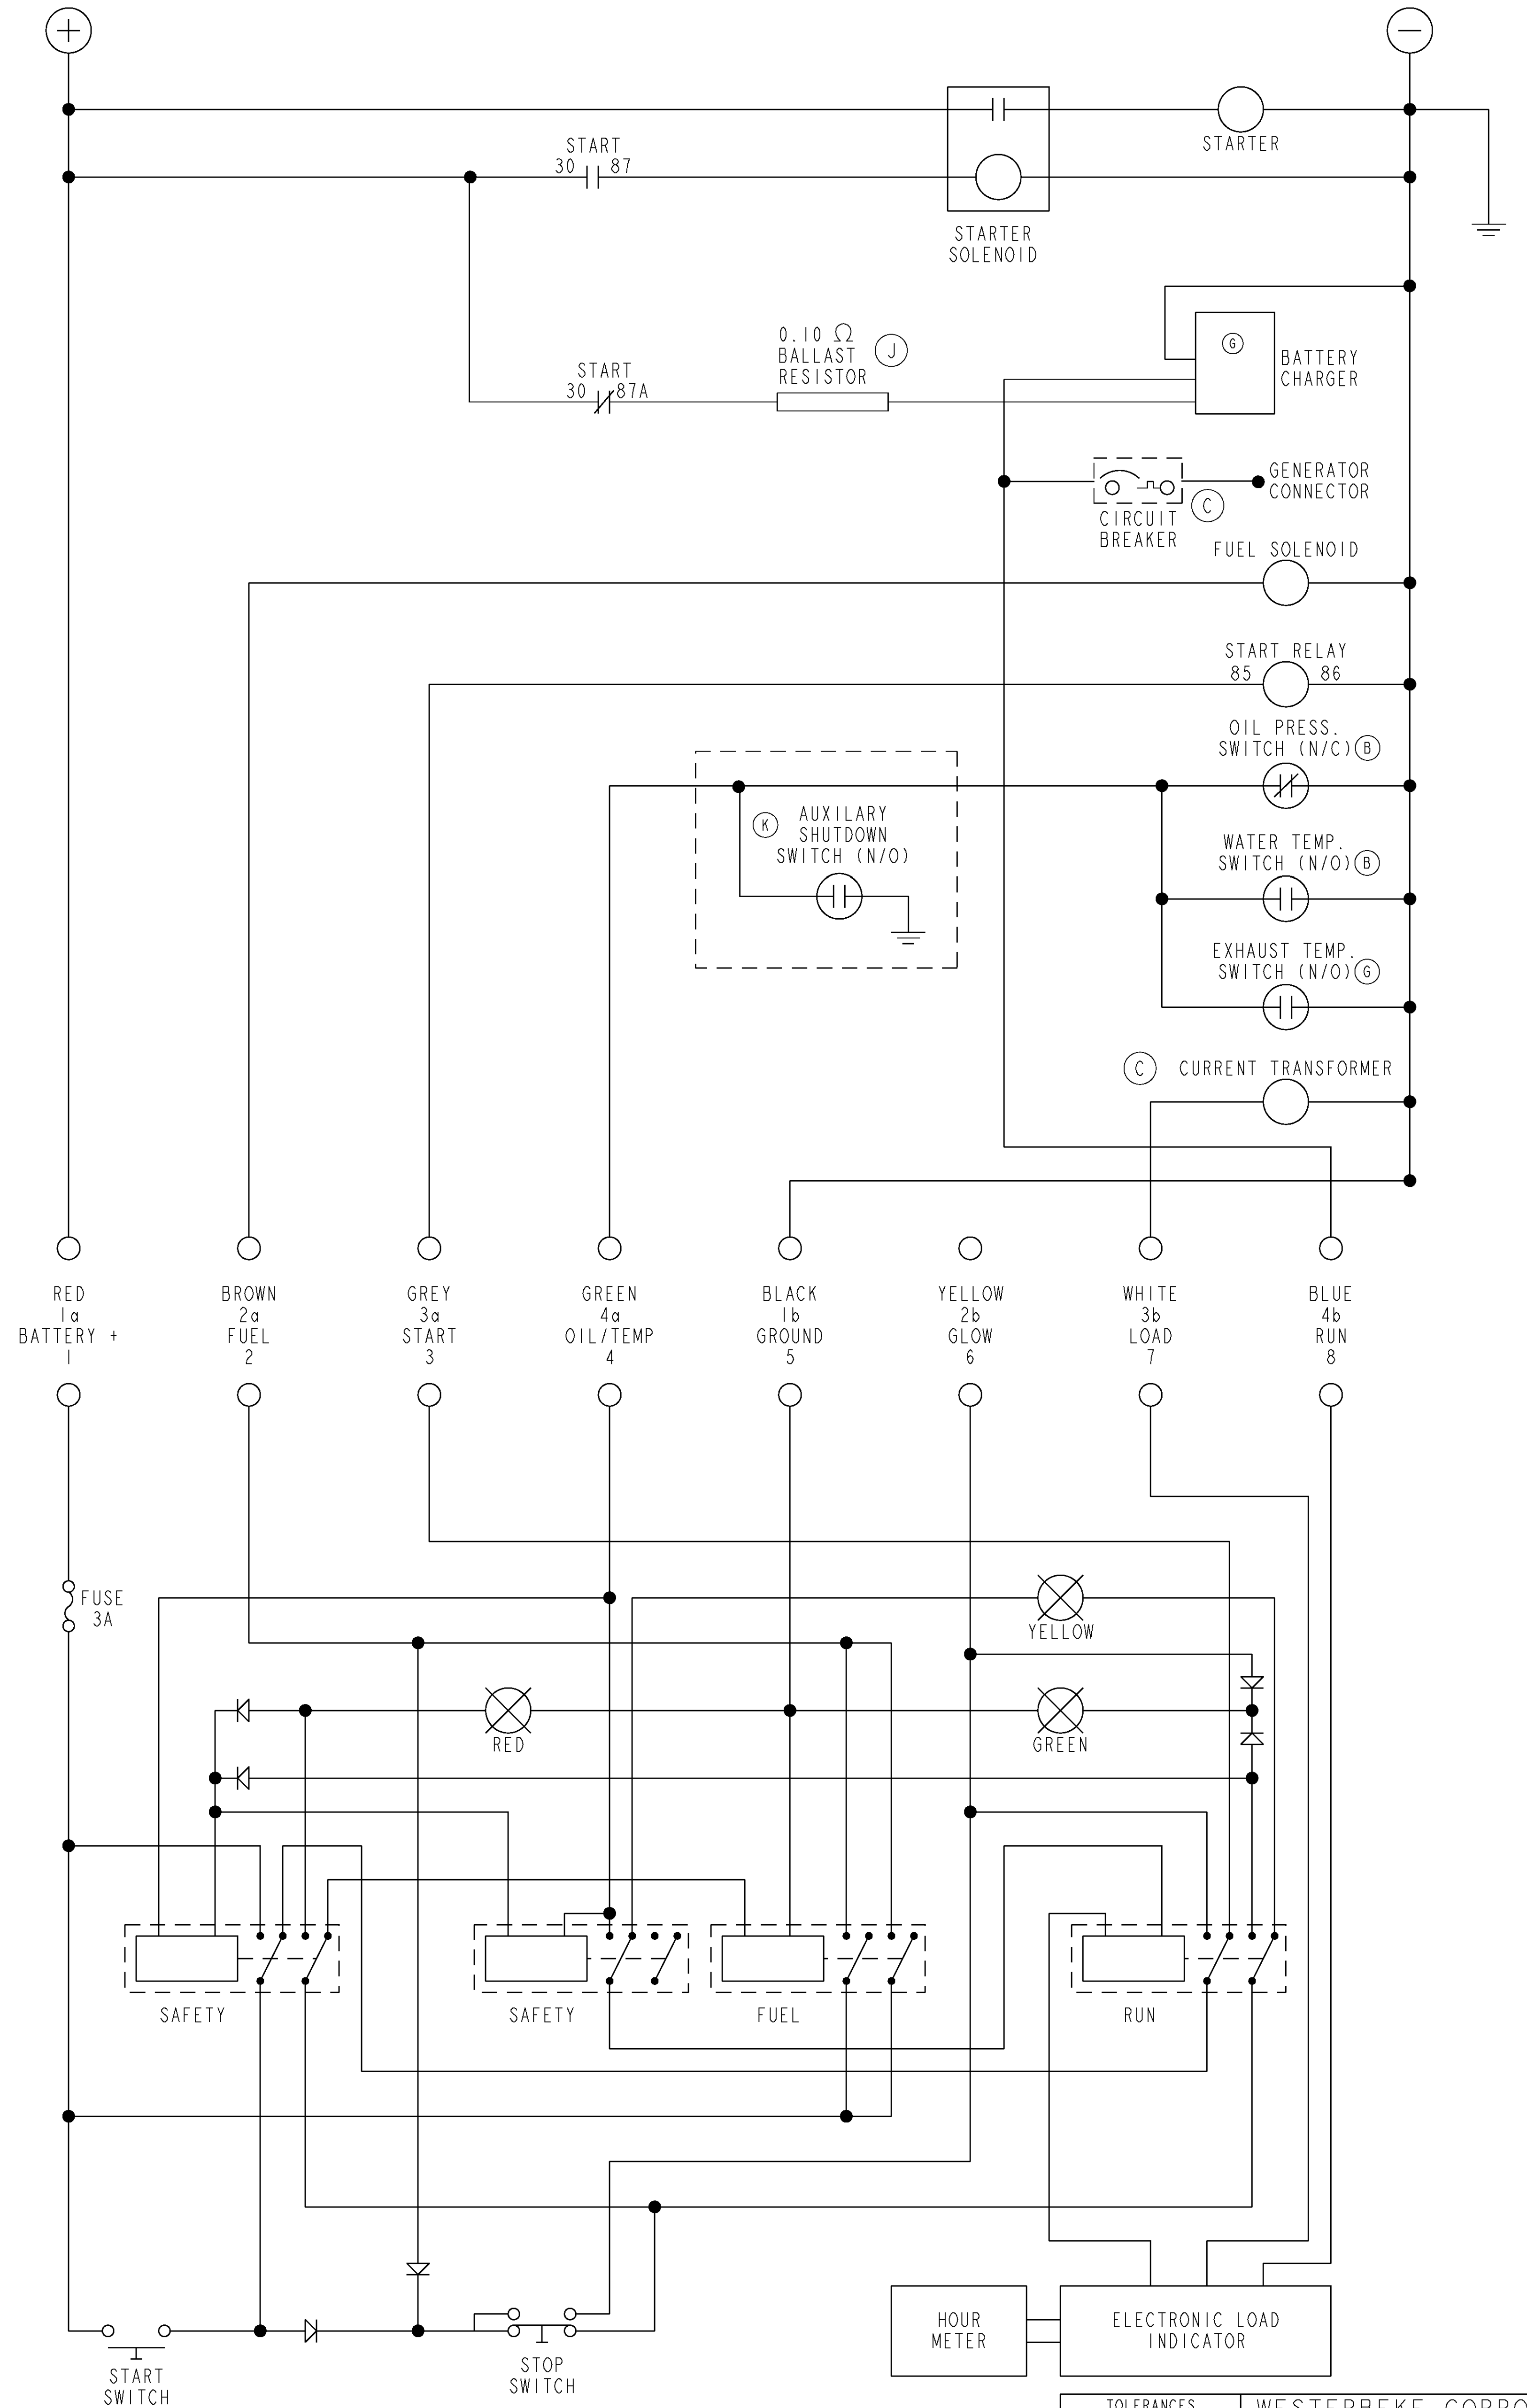 +
−
STARTER
START
30 87
STARTER
SOLENOID
0.10 Ω
BALLAST
RESISTOR
J
G
BATTERY
CHARGER
START
30 87A
GENERATOR
CONNECTOR
C
CIRCUIT
BREAKER
FUEL SOLENOID
START RELAY
85 86
OIL PRESS.
SWITCH (N/C) B
K
AUXILARY
SHUTDOWN
SWITCH (N/O)
WATER TEMP.
SWITCH (N/O) B
EXHAUST TEMP.
SWITCH (N/O) G
C CURRENT TRANSFORMER
RED
1a
BATTERY +
1
BROWN
2a
FUEL
2
GREY
3a
START
3
GREEN
4a
OIL/TEMP
4
BLACK
1b
GROUND
5
YELLOW
2b
GLOW
6
WHITE
3b
LOAD
7
BLUE
4b
RUN
8
FUSE
3A
YELLOW
RED
GREEN
SAFETY
SAFETY
FUEL
RUN
HOUR
METER
ELECTRONIC LOAD
INDICATOR
START
SWITCH
STOP
SWITCH
TOLERANCES
WESTERBEKE CORPO